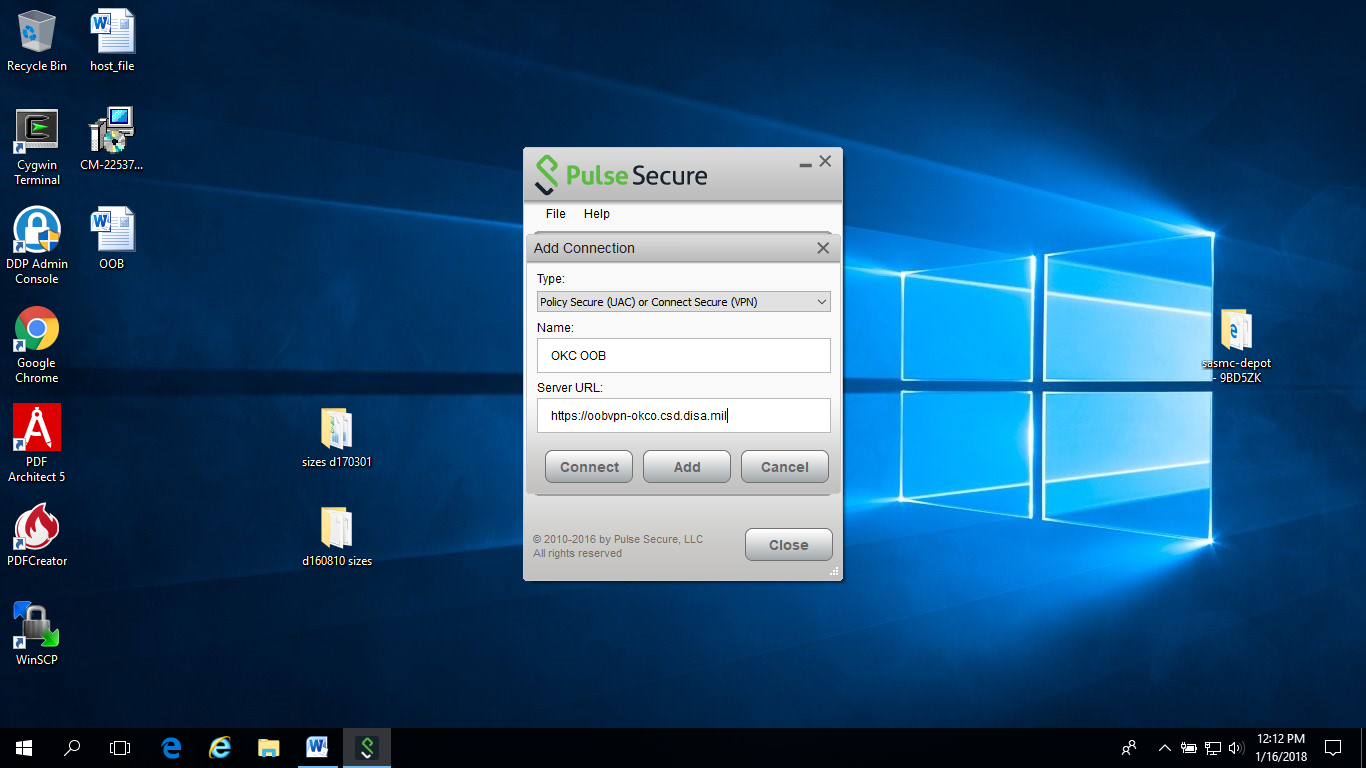 Recycle Bin
host_file
Cygwin
Terminal
CM-22537...
DDP Admin
Console
OOB
Google
Chrome
PDF
Architect 5
PDFCreator
WinSCP
sizes d170301
d160810 sizes
Pulse Secure
File Help
Add Connection
Type:
Policy Secure (UAC) or Connect Secure (VPN)
Name:
OKC OOB
Server URL:
https://oobvpn-okco.csd.disa.mil
Connect Add Cancel
© 2010-2016 by Pulse Secure, LLC
All rights reserved
Close
sasmc-depot
- 9BD5ZK
12:12 PM
1/16/2018